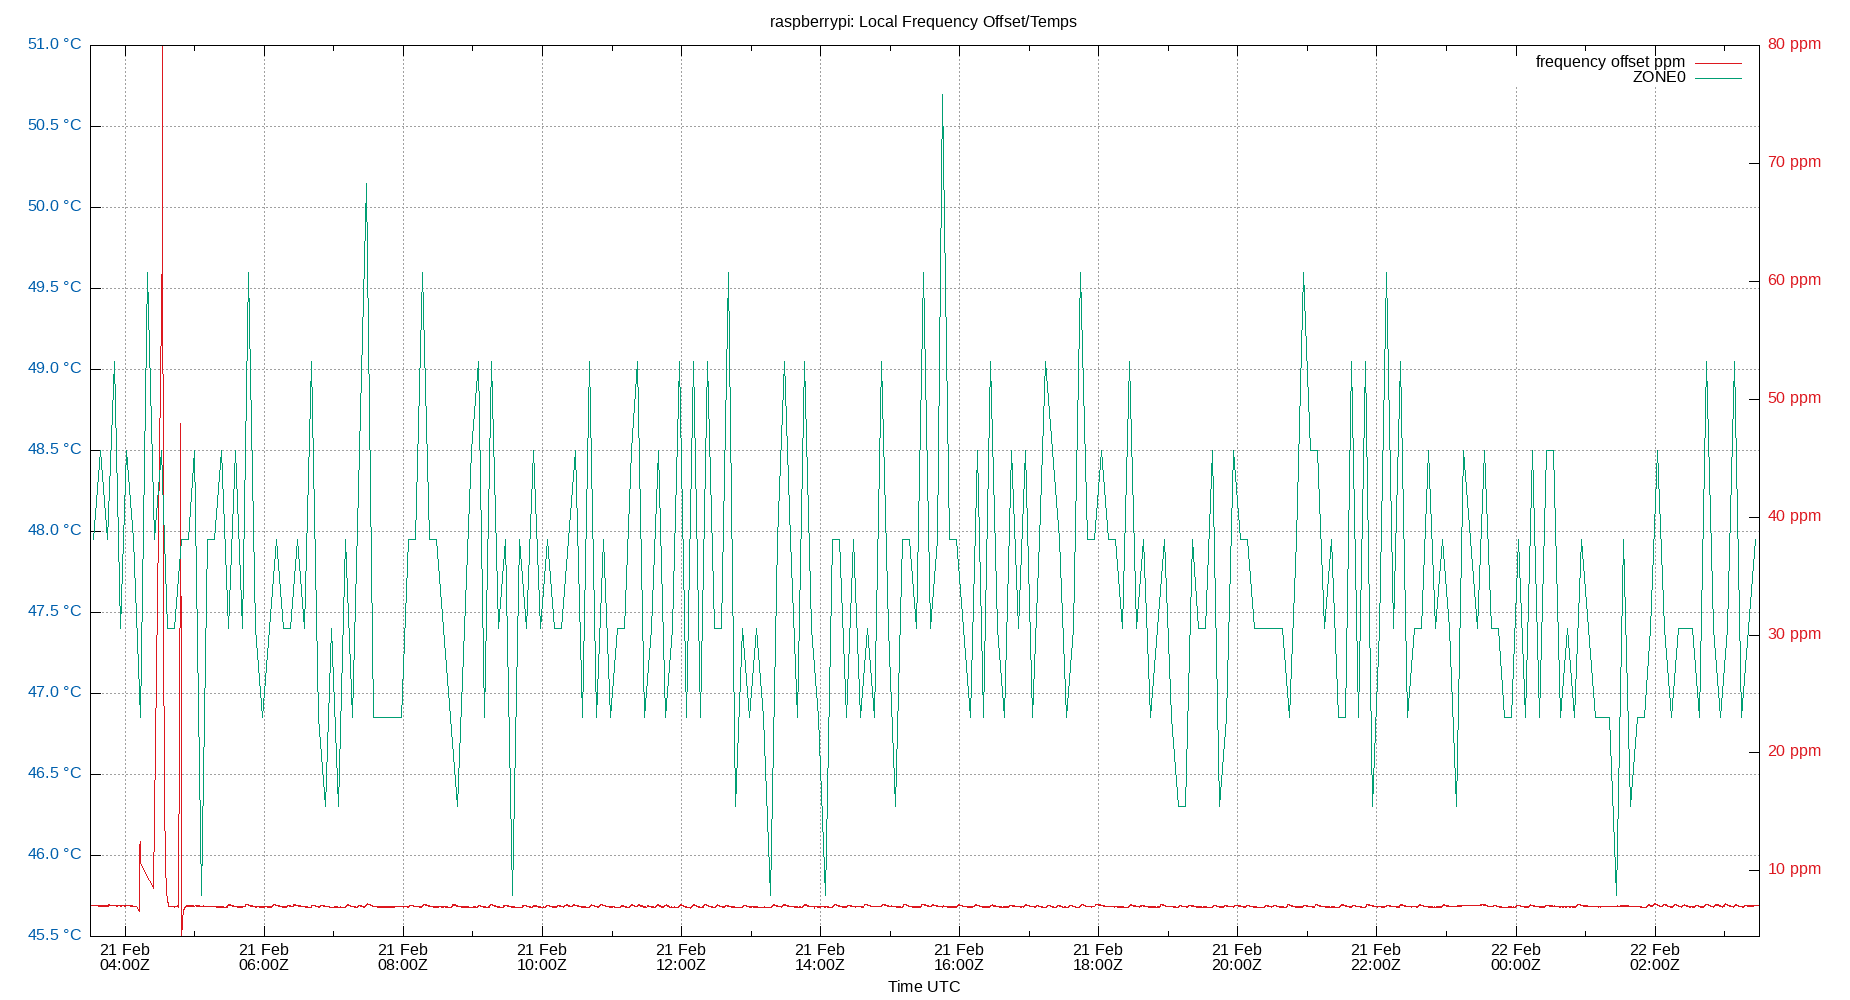 raspberrypi: Local Frequency Offset/Temps
51.0 °C
50.5 °C
50.0 °C
49.5 °C
49.0 °C
48.5 °C
48.0 °C
47.5 °C
47.0 °C
46.5 °C
46.0 °C
45.5 °C
80 ppm
70 ppm
60 ppm
50 ppm
40 ppm
30 ppm
20 ppm
10 ppm
frequency offset ppm
ZONE0
21 Feb
04:00Z
21 Feb
06:00Z
21 Feb
08:00Z
21 Feb
10:00Z
21 Feb
12:00Z
21 Feb
14:00Z
21 Feb
16:00Z
21 Feb
18:00Z
21 Feb
20:00Z
21 Feb
22:00Z
22 Feb
00:00Z
22 Feb
02:00Z
Time UTC